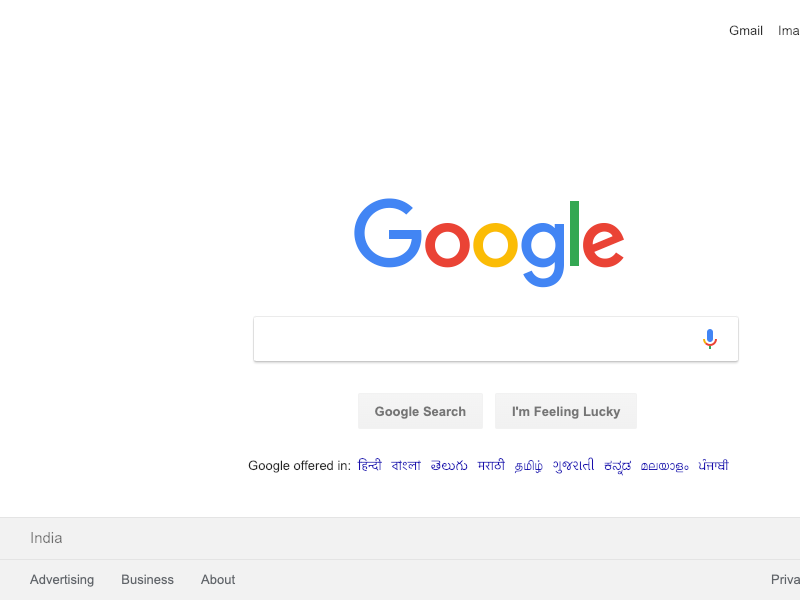 Gmail Ima
Google
Google Search I'm Feeling Lucky
Google offered in: हिन्दी বাংলা తెలుగు मराठी தமிழ் ગુજરાતી ಕನ್ನಡ മലയാളം ਪੰਜਾਬੀ
India
Advertising Business About Priva